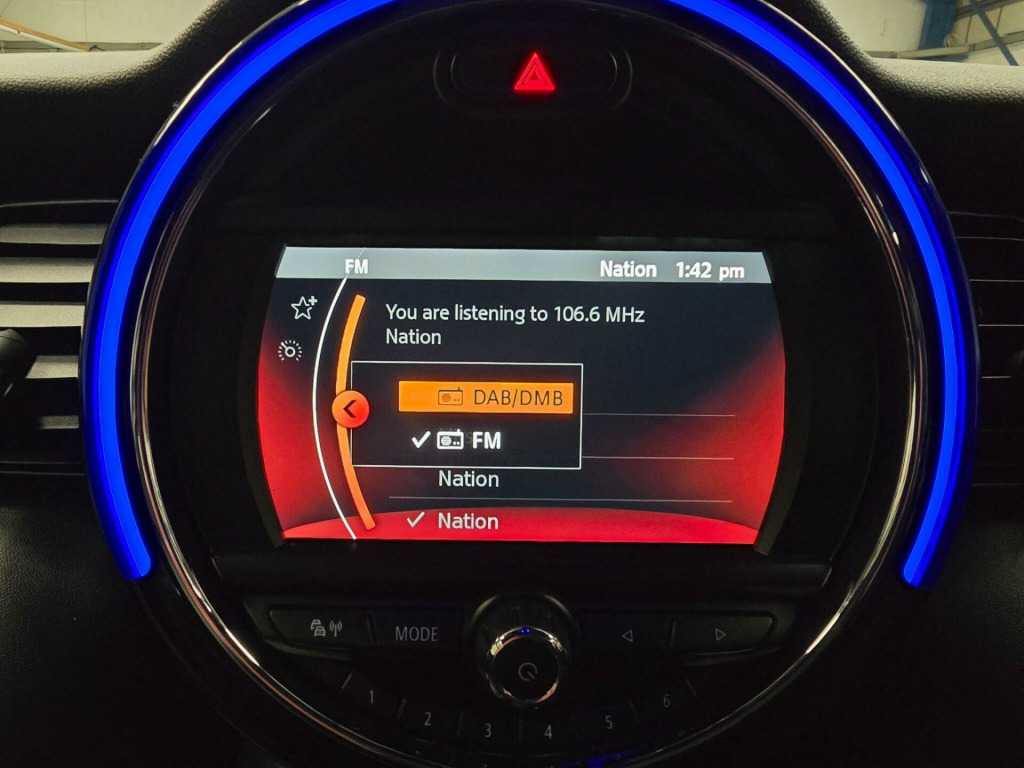 FM Nation 1:42 pm
You are listening to 106.6 MHz
Nation
DAB/DMB
FM
Nation
Nation
MODE
1 2 3 4 5 6